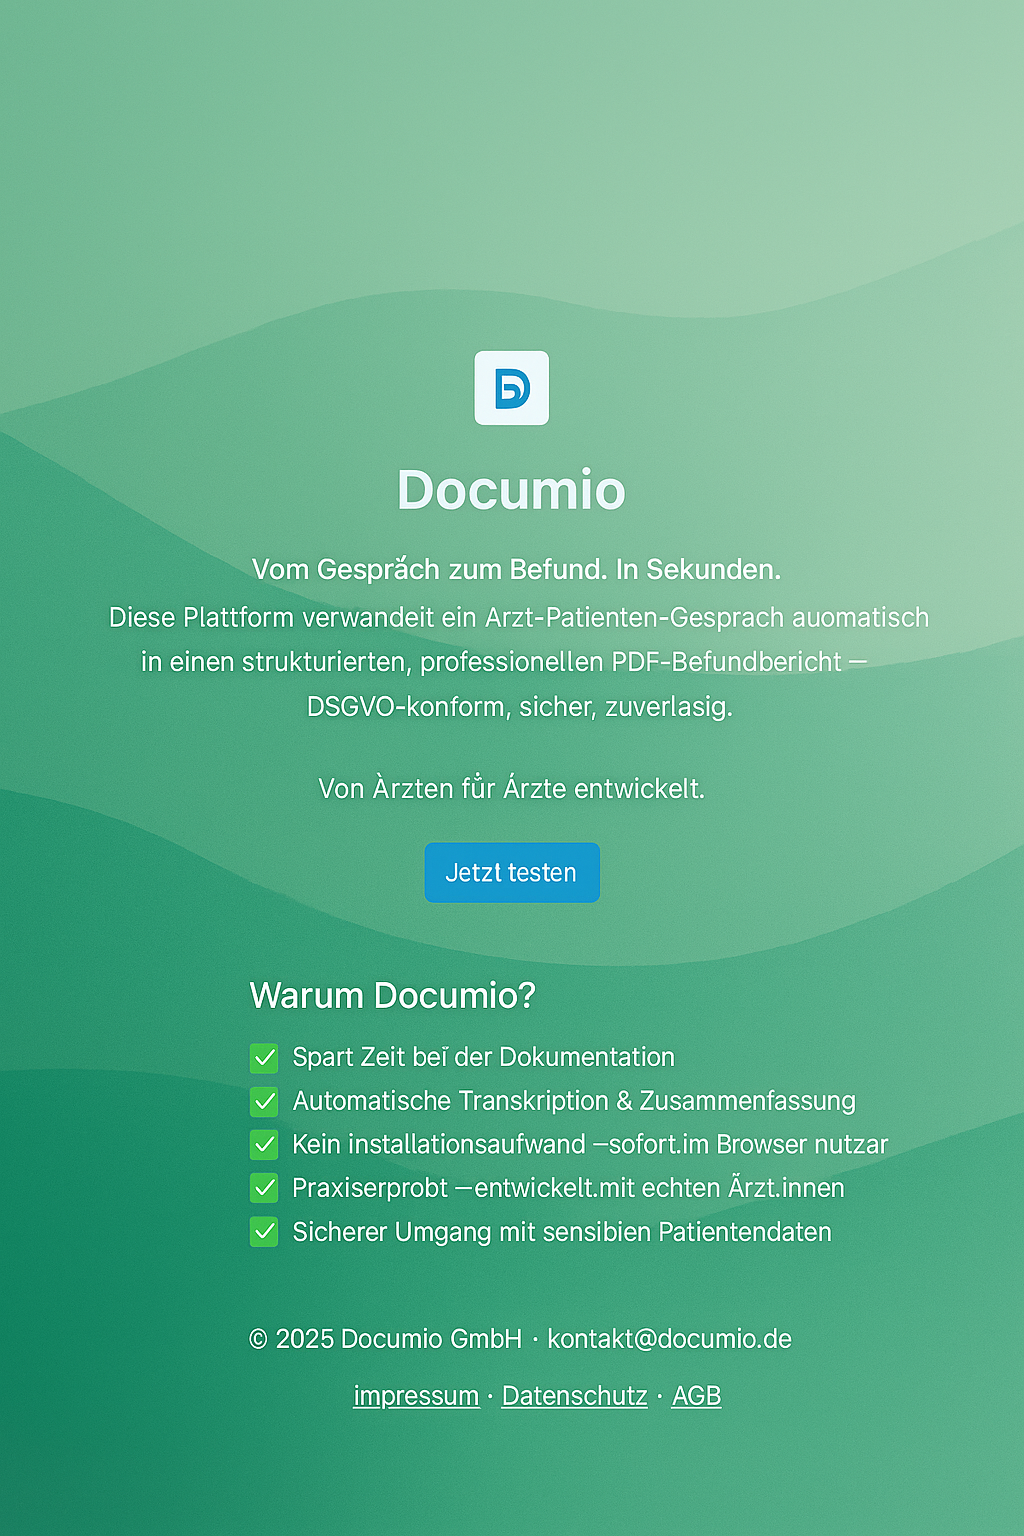 D
Documio
Vom Gespräch zum Befund. In Sekunden.
Diese Plattform verwandeit ein Arzt-Patienten-Gesprach auomatisch
in einen strukturierten, professionellen PDF-Befundbericht –
DSGVO-konform, sicher, zuverlasig.
Von Àrzten für Árzte entwickelt.
Jetzt testen
Warum Documio?
Spart Zeit beï der Dokumentation
Automatische Transkription & Zusammenfassung
Kein installationsaufwand –sofort.im Browser nutzar
Praxiserprobt –entwickelt.mit echten Ãrzt.innen
Sicherer Umgang mit sensibien Patientendaten
© 2025 Documio GmbH · kontakt@documio.de
impressum · Datenschutz · AGB